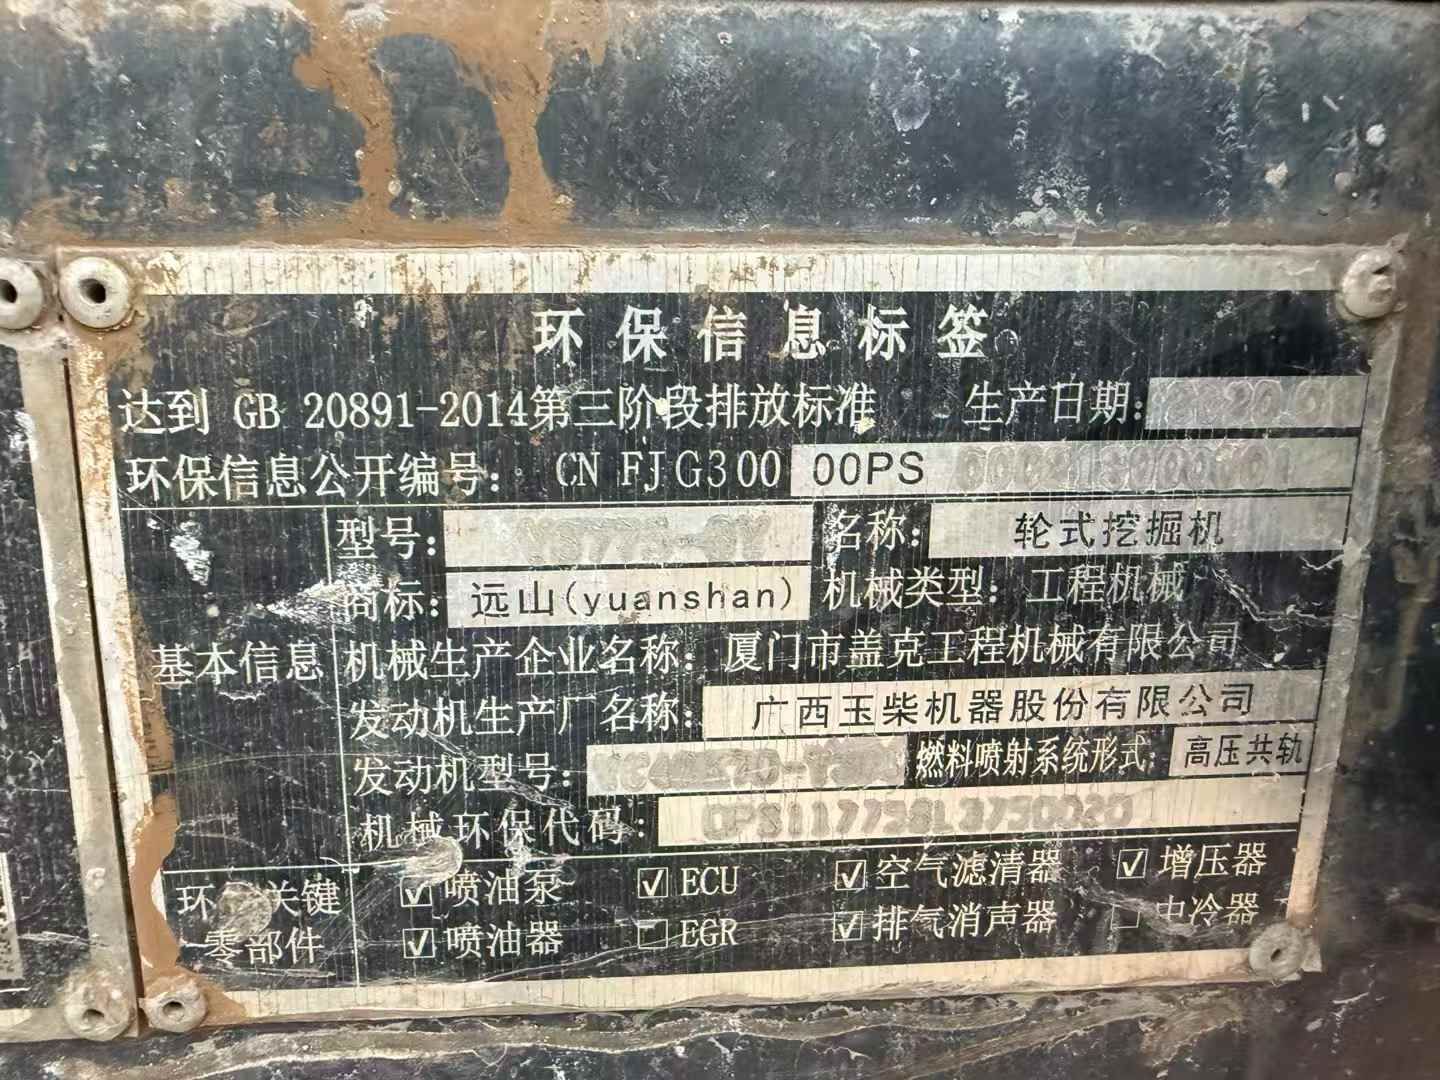 环保信息标签
达到 GB 20891-2014第三阶段排放标准 生产日期:
环保信息公开编号: CN FJ G300 00PS
型号: 名称: 轮式挖掘机
商标: 远山(yuanshan) 机械类型: 工程机械
基本信息 机械生产企业名称: 厦门市盖克工程机械有限公司
发动机生产厂名称: 广西玉柴机器股份有限公司
发动机型号: 燃料喷射系统形式: 高压共轨
机械环保代码:
环保关键 ☑喷油泵 ☑ECU ☑空气滤清器 ☑增压器
零部件 ☑喷油器 □EGR ☑排气消声器 □中冷器